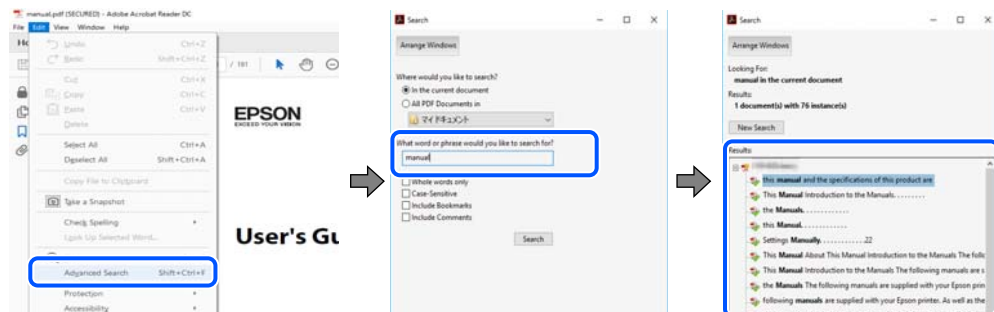 manual.pdf (SECURED) - Adobe Acrobat Reader DC
File Edit View Window Help
Undo Ctrl+Z
Redo Shift+Ctrl+Z
Cut Ctrl+X
Copy Ctrl+C
Paste Ctrl+V
Delete
Select All Ctrl+A
Deselect All Shift+Ctrl+A
Copy File to Clipboard
Take a Snapshot
Check Spelling
Look Up Selected Word...
Advanced Search Shift+Ctrl+F
Protection
Accessibility
/ 181
EPSON
EXCEED YOUR VISION
User's Gu
Search
Arrange Windows
Where would you like to search?
In the current document
All PDF Documents in
マイ ドキュメント
What word or phrase would you like to search for?
manual
Whole words only
Case-Sensitive
Include Bookmarks
Include Comments
Search
Search
Arrange Windows
Looking For:
manual in the current document
Results:
1 document(s) with 76 instance(s)
New Search
Results:
this manual and the specifications of this product are
This Manual Introduction to the Manuals. . . . . . . . .
the Manuals. . . . . . . . . . . . .
this Manual. . . . . . . . . . . . .
Settings Manually. . . . . . . . . . . . .22
This Manual About This Manual Introduction to the Manuals The follo
This Manual Introduction to the Manuals The following manuals are s
the Manuals The following manuals are supplied with your Epson prin
following manuals are supplied with your Epson printer. As well as the